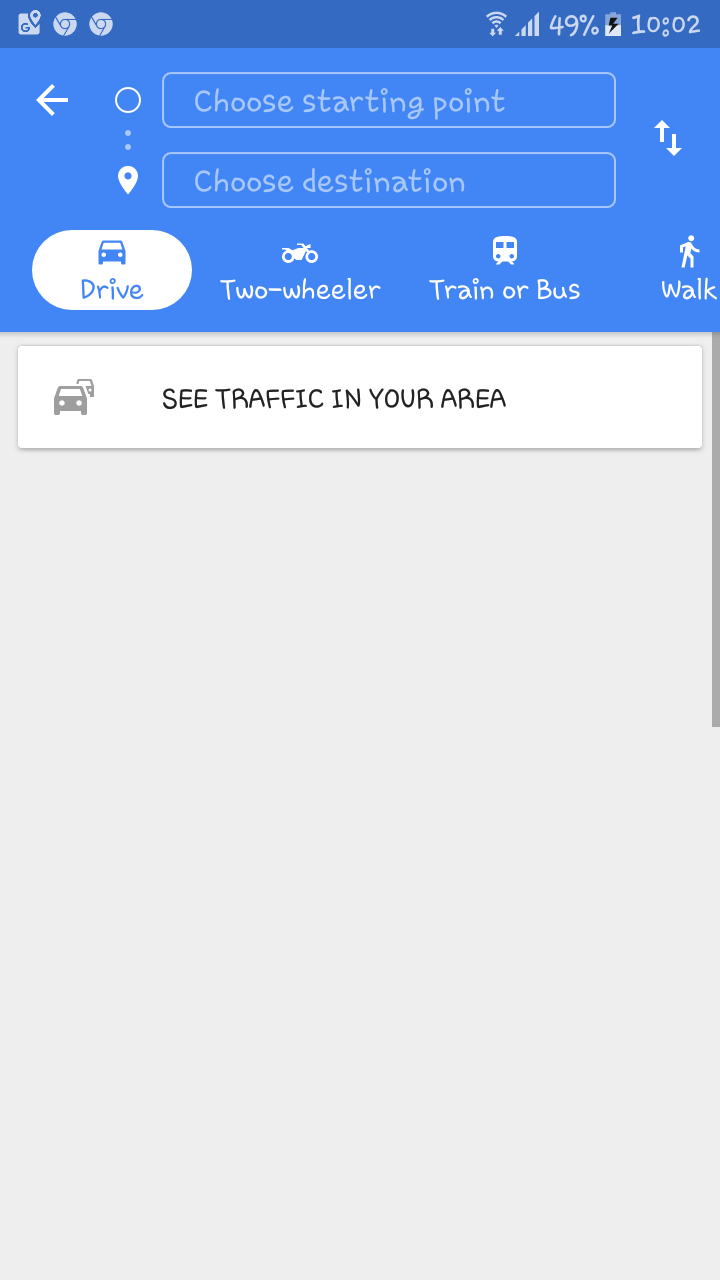 49% 10:02
Choose starting point
Choose destination
Drive Two-wheeler Train or Bus Walk
SEE TRAFFIC IN YOUR AREA